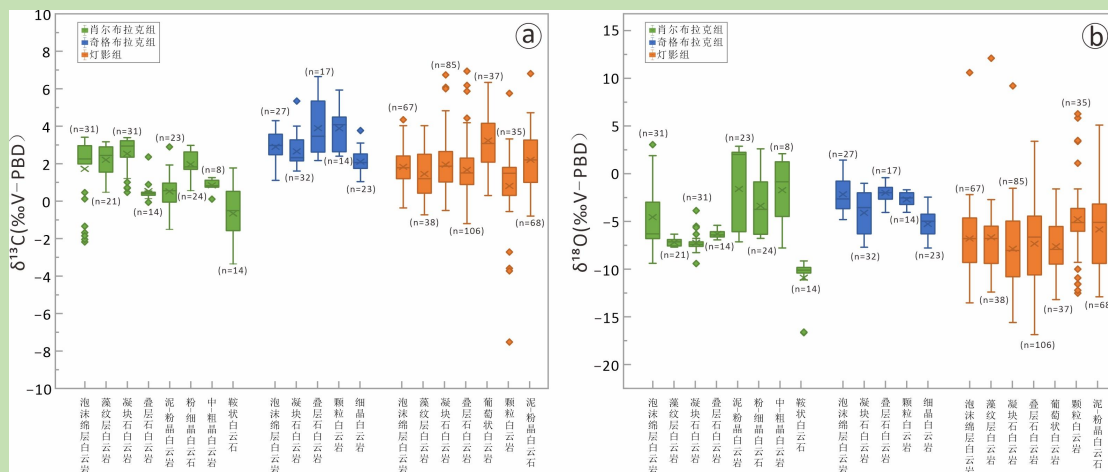 a
肖尔布拉克组
奇格布拉克组
灯影组
δ¹³C(‰V－PBD)
10
8
6
4
2
0
−2
−4
−6
−8
−10
(n=31)
(n=21)
(n=31)
(n=14)
(n=23)
(n=24)
(n=8)
(n=14)
(n=27)
(n=32)
(n=17)
(n=14)
(n=23)
(n=67)
(n=38)
(n=85)
(n=106)
(n=37)
(n=35)
(n=68)
泡沫绵层白云岩
藻纹层白云岩
凝块石白云岩
叠层石白云岩
泥-粉晶白云岩
粉-细晶白云石
中-粗晶白云岩
鞍状白云石
泡沫绵层白云岩
凝块石白云岩
叠层石白云岩
颗粒白云岩
细晶白云岩
泡沫绵层白云岩
藻纹层白云岩
凝块石白云岩
叠层石白云岩
葡萄状白云岩
颗粒白云岩
泥-粉晶白云岩
b
肖尔布拉克组
奇格布拉克组
灯影组
δ¹⁸O(‰V－PBD)
15
10
5
0
−5
−10
−15
−20
(n=31)
(n=21)
(n=31)
(n=14)
(n=23)
(n=24)
(n=8)
(n=14)
(n=27)
(n=32)
(n=17)
(n=14)
(n=23)
(n=67)
(n=38)
(n=85)
(n=106)
(n=37)
(n=35)
(n=68
泡沫绵层白云岩
藻纹层白云岩
凝块石白云岩
叠层石白云岩
泥-粉晶白云岩
粉-细晶白云石
中-粗晶白云岩
鞍状白云石
泡沫绵层白云岩
凝块石白云岩
叠层石白云岩
颗粒白云岩
细晶白云岩
泡沫绵层白云岩
藻纹层白云岩
凝块石白云岩
叠层石白云岩
葡萄状白云岩
颗粒白云岩
泥-粉晶白云石